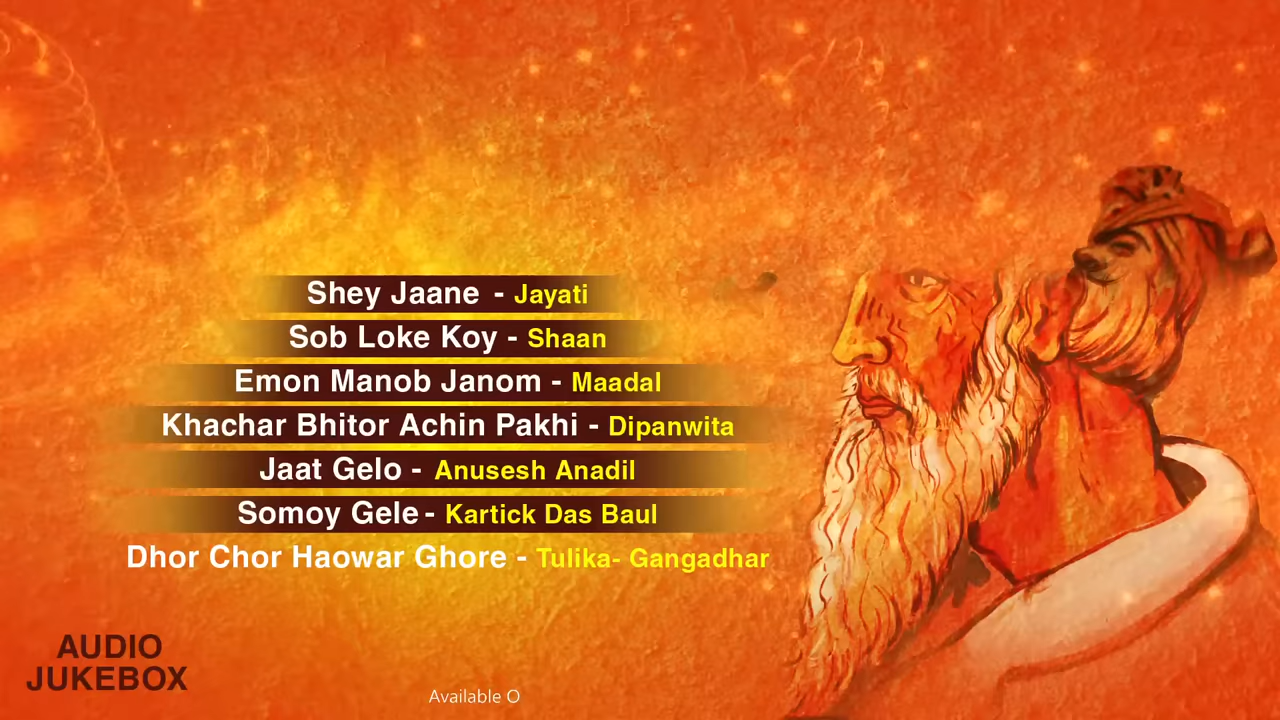 Shey Jaane - Jayati
Sob Loke Koy - Shaan
Emon Manob Janom - Maadal
Khachar Bhitor Achin Pakhi - Dipanwita
Jaat Gelo - Anusesh Anadil
Somoy Gele - Kartick Das Baul
Dhor Chor Haowar Ghore - Tulika- Gangadhar
AUDIO
JUKEBOX
Available O